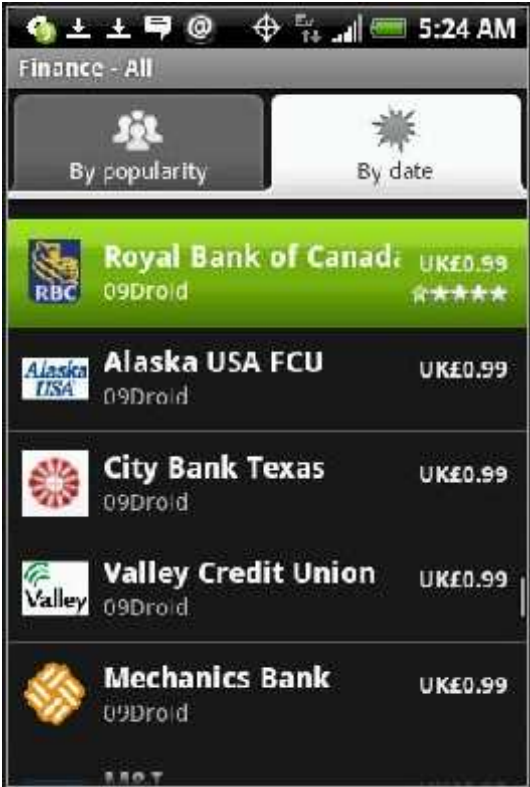 5:24 AM
Finance - All
By popularity
By date
Royal Bank of Canada
UK£0.99
RBC
09Droid
Alaska USA FCU
UK£0.99
Alaska
USA
09Droid
City Bank Texas
UK£0.99
09Droid
Valley Credit Union
UK£0.99
Valley
09Droid
Mechanics Bank
UK£0.99
09Droid
M&I